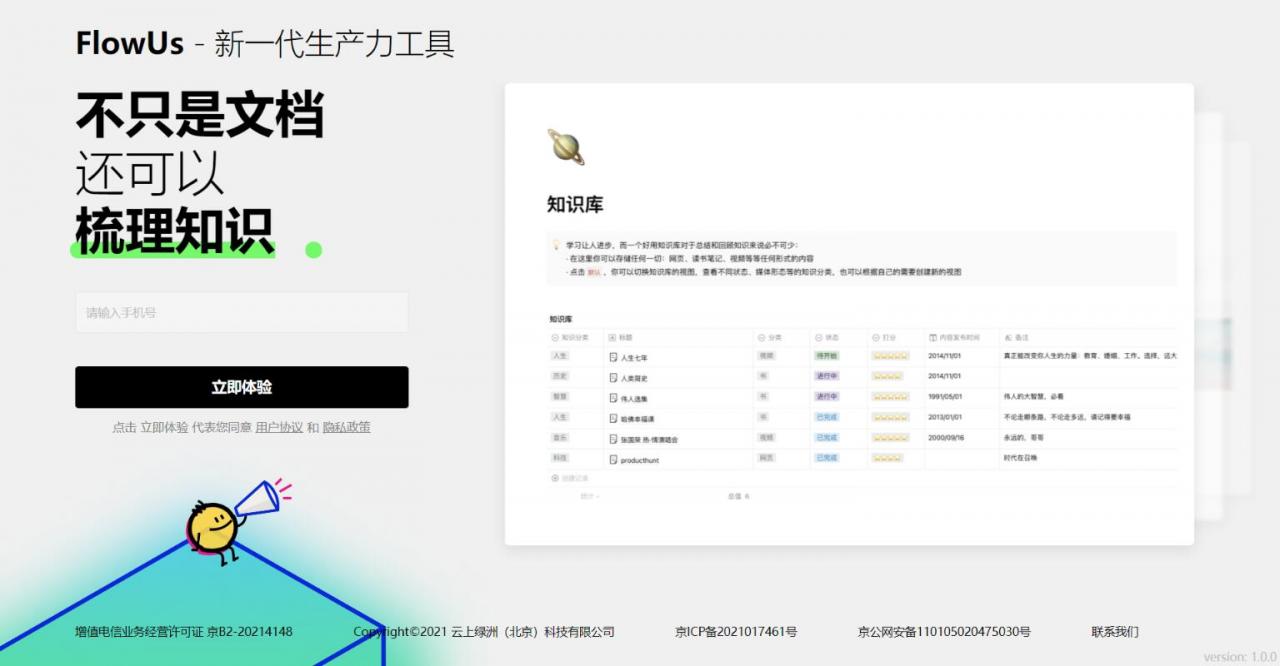 FlowUs - 新一代生产力工具
不只是文档
还可以
梳理知识
请输入手机号
立即体验
点击 立即体验 代表您同意 用户协议 和 隐私政策
知识库
学习让人进步，而一个好用知识库对于总结和回顾知识来说必不可少：
· 在这里你可以存储任何一切：网页、读书笔记、视频等等任何形式的内容
· 点击 默认 ，你可以切换知识库的视图，查看不同状态、媒体形态等的知识分类，也可以根据自己的需要创建新的视图
知识库
知识分类 标题 分类 状态 打分 内容发布时间 备注
人生 人生七年 视频 待开始 2014/11/01 真正能改变你人生的力量：教育、婚姻、工作、选择，远大
历史 人类简史 书 进行中 2014/11/01
智慧 伟人选集 书 进行中 1991/05/01 伟人的大智慧，必看
人生 哈佛幸福课 书 已完成 2013/01/01 不论走哪条路，不论走多远，请记得要幸福
音乐 张国荣 热·情演唱会 视频 已完成 2000/09/16 永远的，哥哥
科技 producthunt 网页 已完成 时代在召唤
创建记录
统计 总值 6
增值电信业务经营许可证 京B2-20214148 Copyright©2021 云上绿洲（北京）科技有限公司 京ICP备2021017461号 京公网安备110105020475030号 联系我们
version: 1.0.0